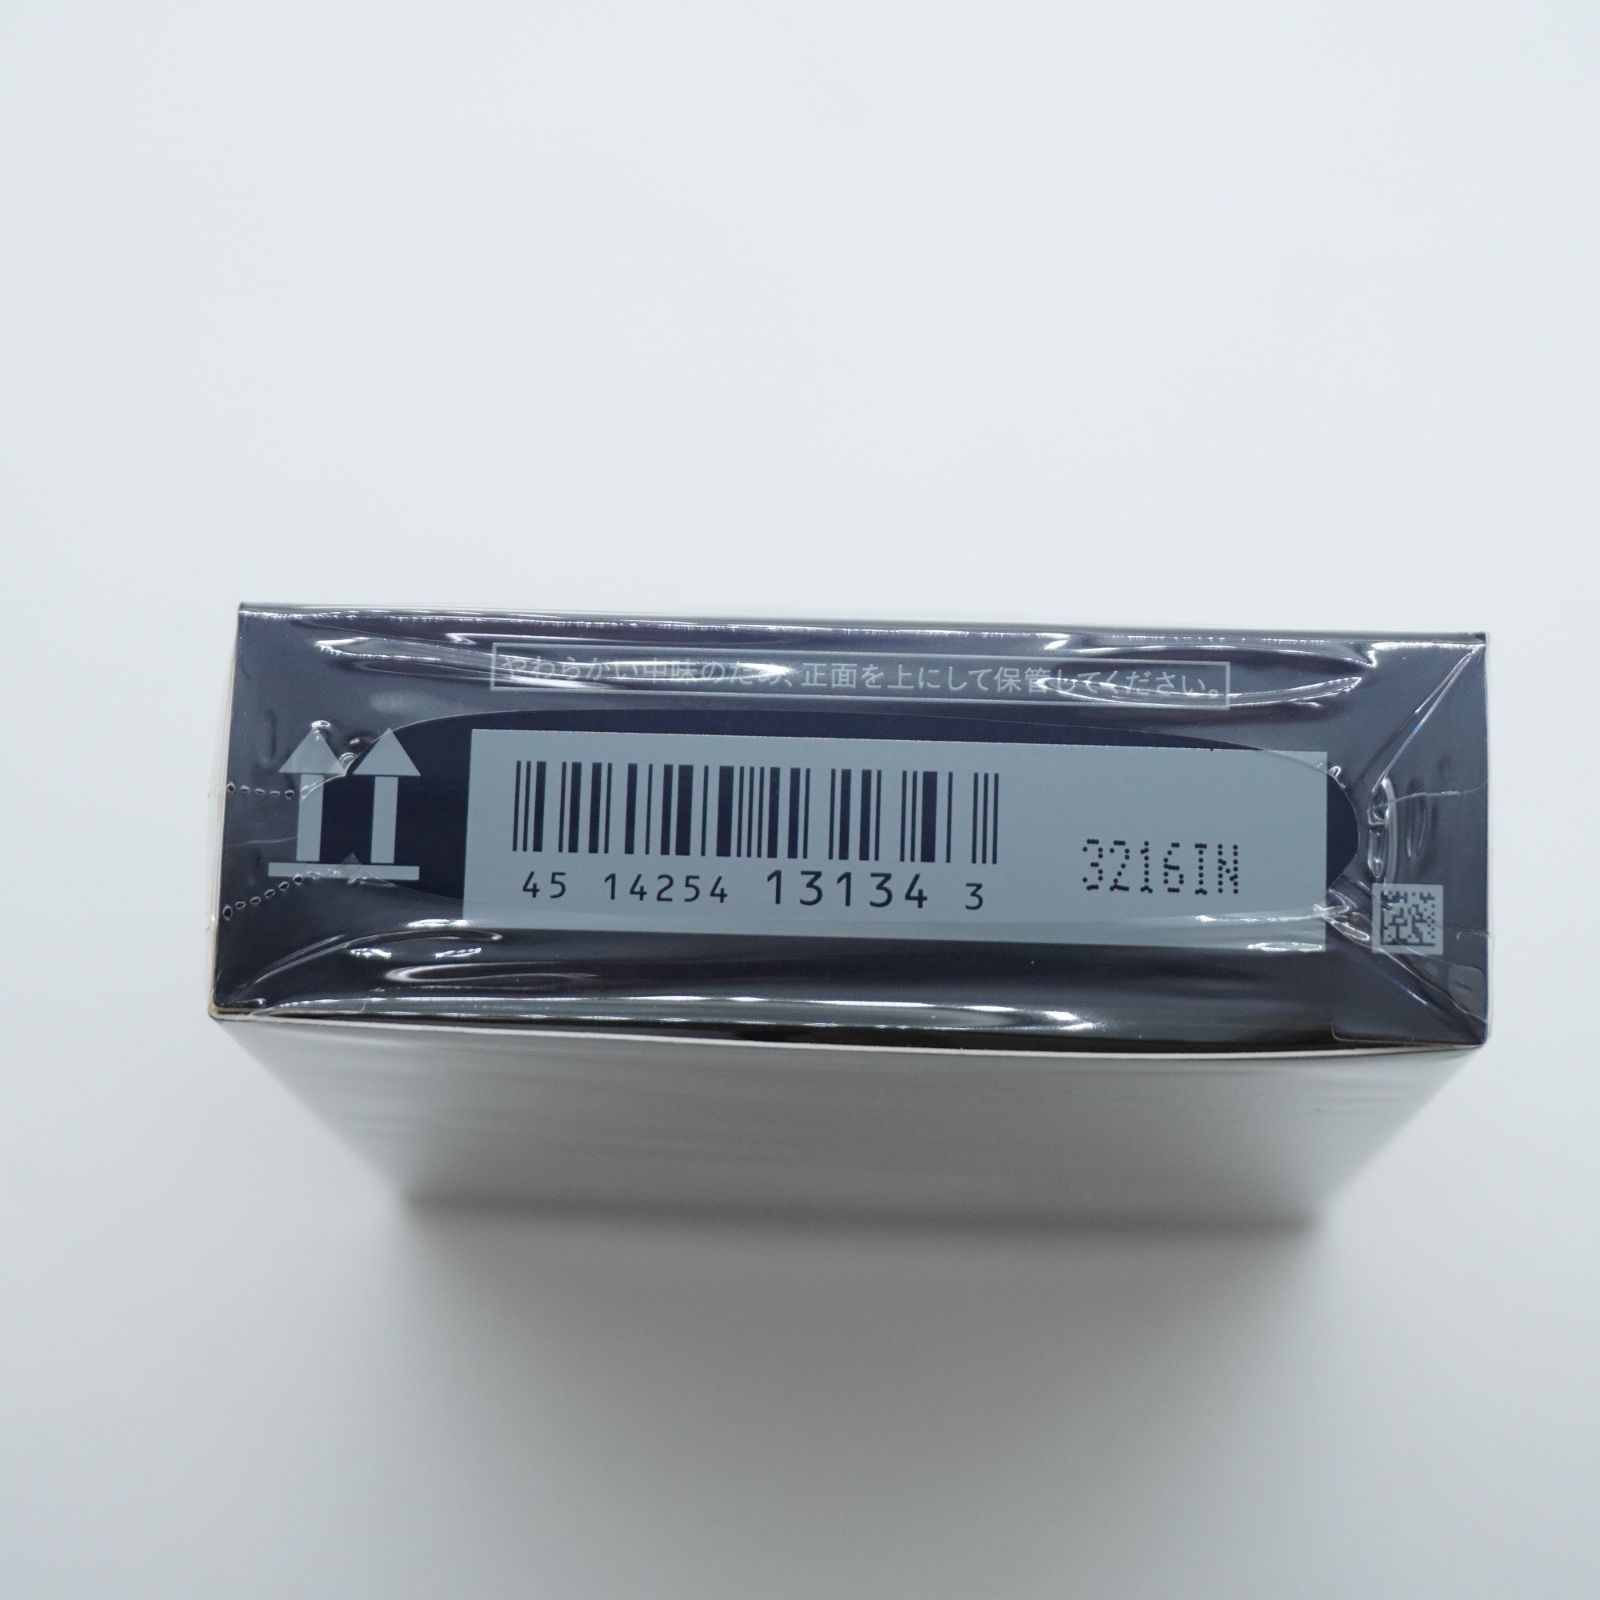 やわらかい中味のため、正面を上にして保管してください。
45 14254 13134 3
3216IN